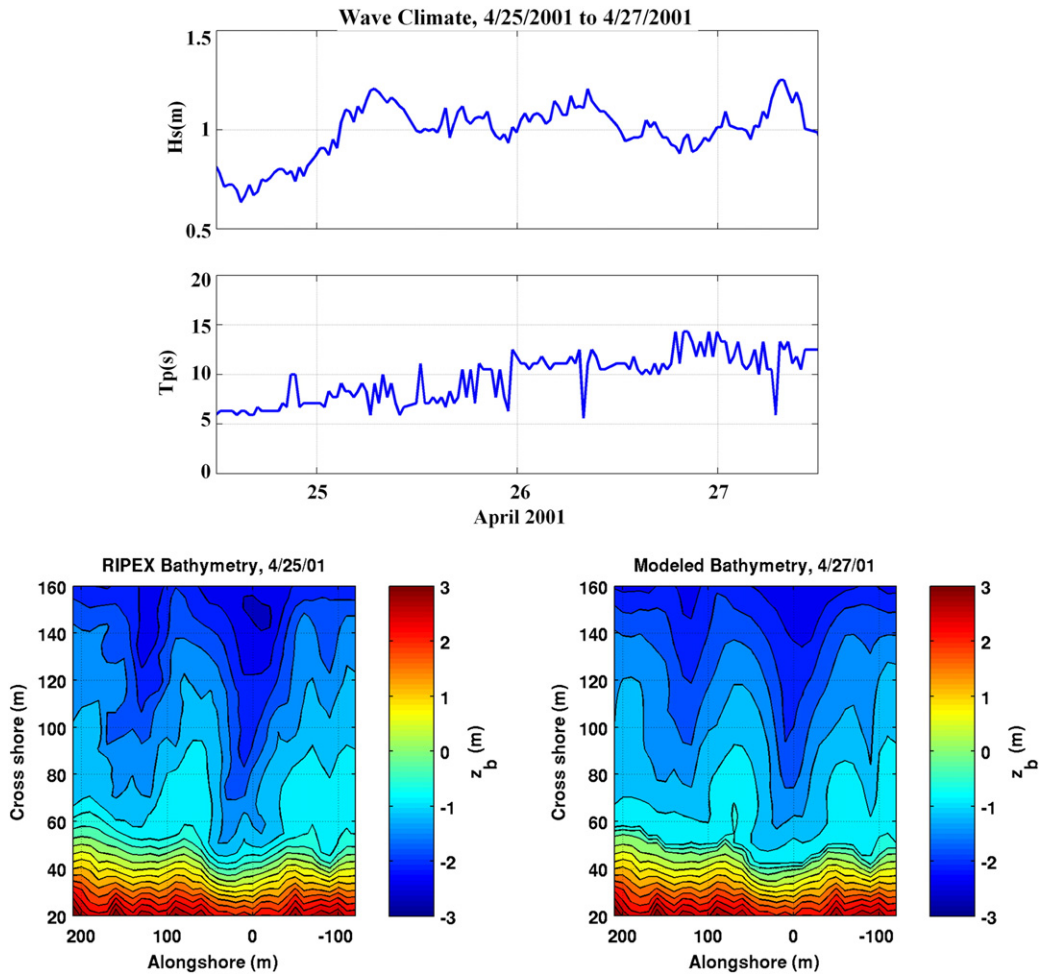 Wave Climate, 4/25/2001 to 4/27/2001
1.5
1
0.5
Hs(m)
20
15
10
5
0
Tp(s)
25 26 27
April 2001
RIPEX Bathymetry, 4/25/01
160
140
120
100
80
60
40
20
Cross shore (m)
200 100 0 -100
Alongshore (m)
3
2
1
0
-1
-2
-3
z_b (m)
Modeled Bathymetry, 4/27/01
160
140
120
100
80
60
40
20
Cross shore (m)
200 100 0 -100
Alongshore (m)
3
2
1
0
-1
-2
-3
z_b (m)